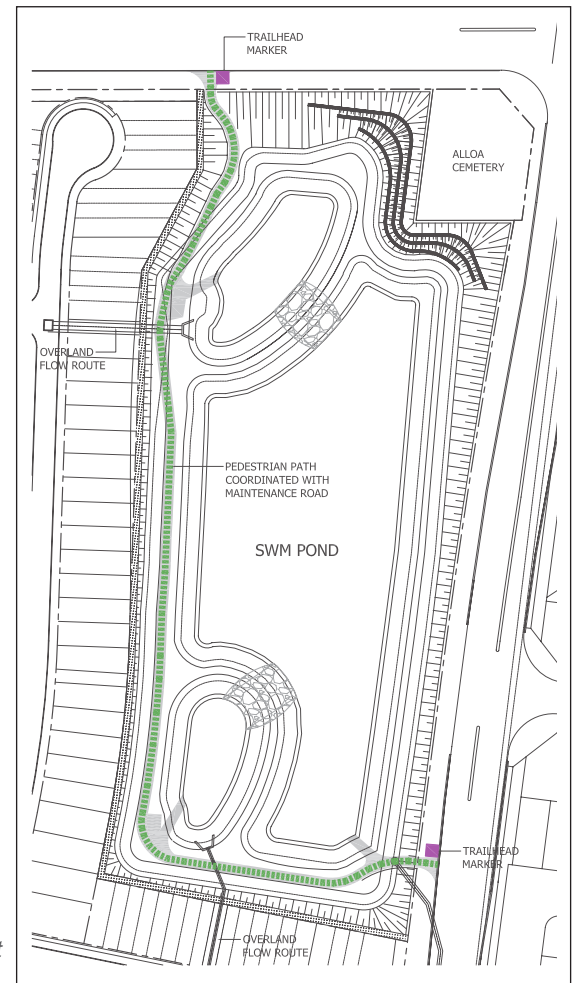 TRAILHEAD
MARKER
ALLOA
CEMETERY
OVERLAND
FLOW ROUTE
PEDESTRIAN PATH
COORDINATED WITH
MAINTENANCE ROAD
SWM POND
TRAILHEAD
MARKER
OVERLAND
FLOW ROUTE